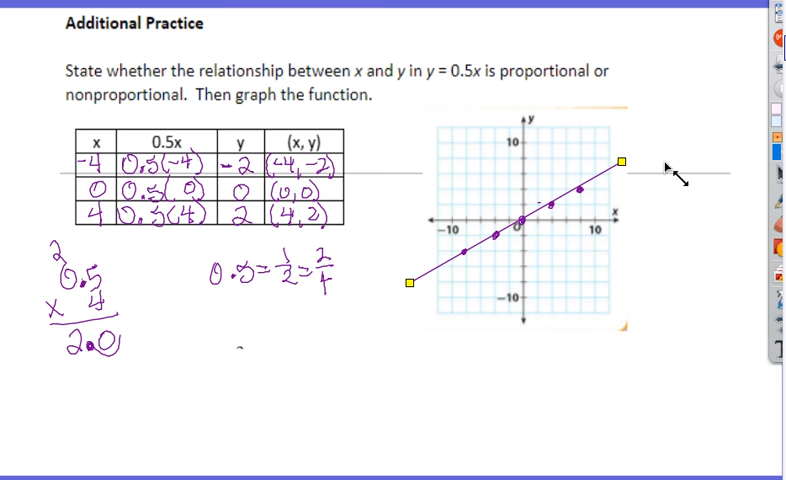 Additional Practice
State whether the relationship between x and y in y = 0.5x is proportional or
nonproportional. Then graph the function.
x 0.5x y (x, y)
-4 0.5(-4) -2 (-4, -2)
0 0.5(0) 0 (0, 0)
4 0.5(4) 2 (4, 2)
2
0.5
x 4
2.0
0.5 = 1/2 = 2/4
y
10
x
-10 0 10
-10